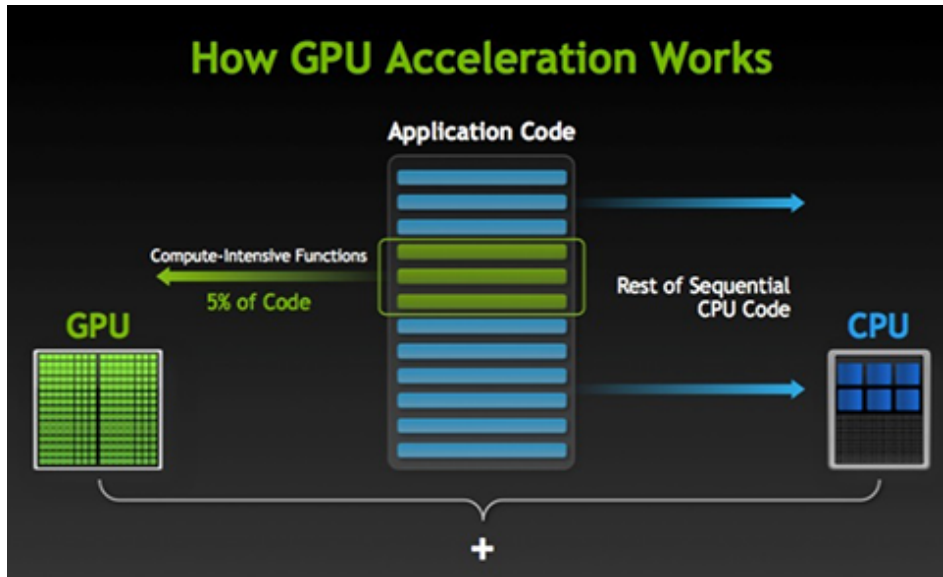 How GPU Acceleration Works
Application Code
Compute-Intensive Functions
5% of Code
Rest of Sequential
CPU Code
GPU
CPU
+